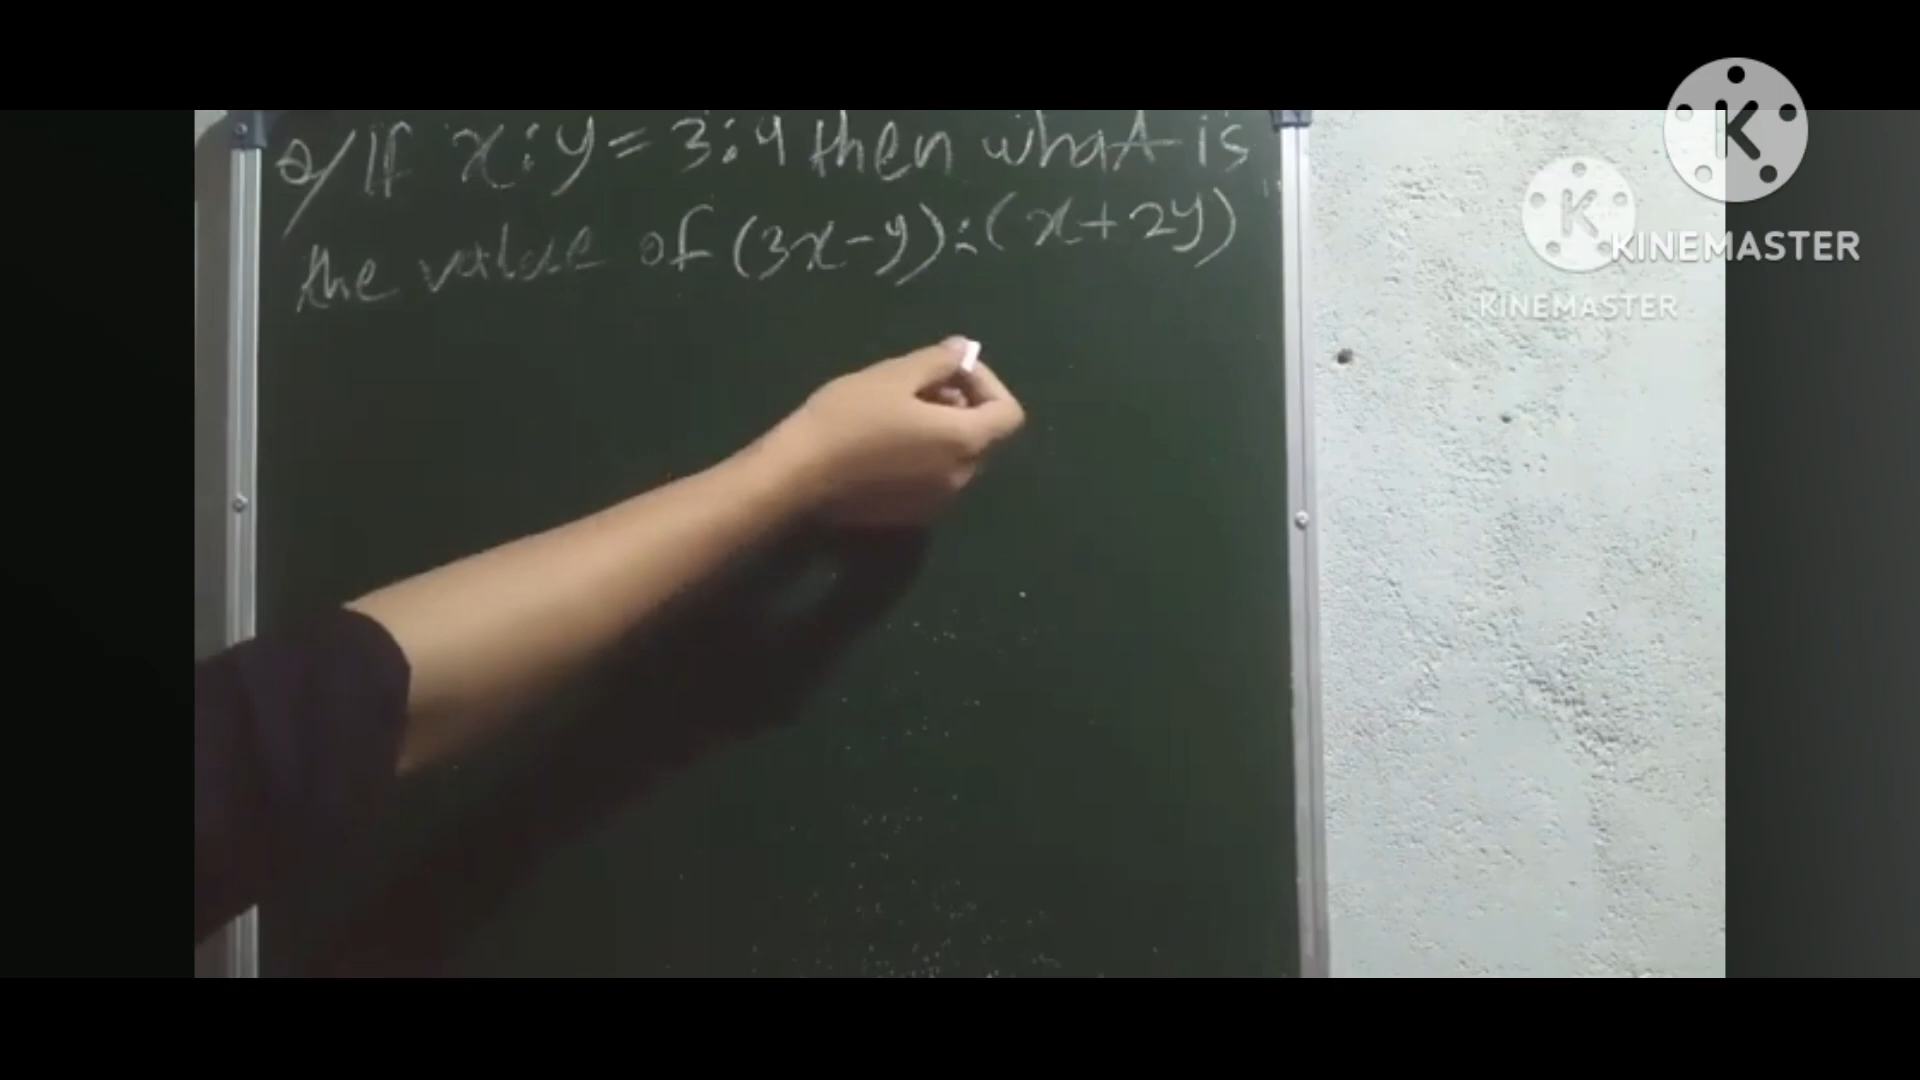 Q/ If x:y=3:4 then what is
the value of (3x-y):(x+2y)
K
KINEMASTER
K
KINEMASTER